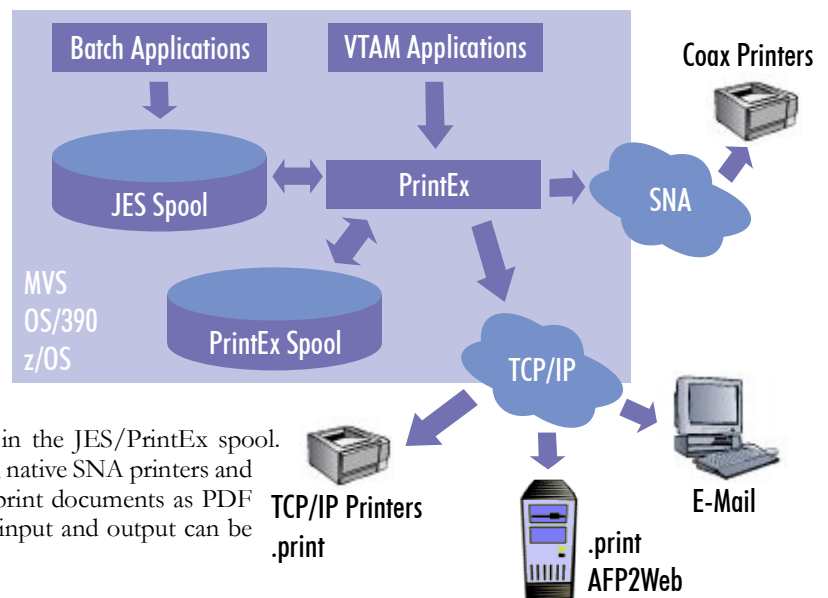 Batch Applications
VTAM Applications
Coax Printers
JES Spool
PrintEx
SNA
MVS
OS/390
z/OS
PrintEx Spool
TCP/IP
in the JES/PrintEx spool.
native SNA printers and
print documents as PDF
input and output can be
TCP/IP Printers
.print
E-Mail
.print
AFP2Web